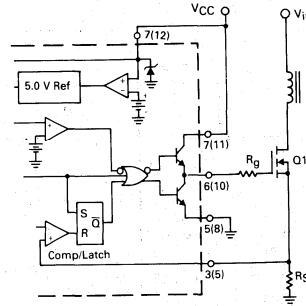 VCC
Vi
7(12)
5.0 V Ref
7(11)
Q1
Rg
6(10)
S
Q
R
5(8)
Comp/Latch
3(5)